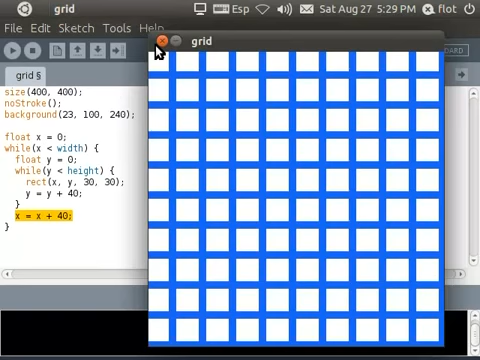 grid Esp Sat Aug 27 5:29 PM flot
File Edit Sketch Tools Help
grid
grid §
size(400, 400);
noStroke();
background(23, 100, 240);
float x = 0;
while(x < width) {
float y = 0;
while(y < height) {
rect(x, y, 30, 30);
y = y + 40;
}
x = x + 40;
}